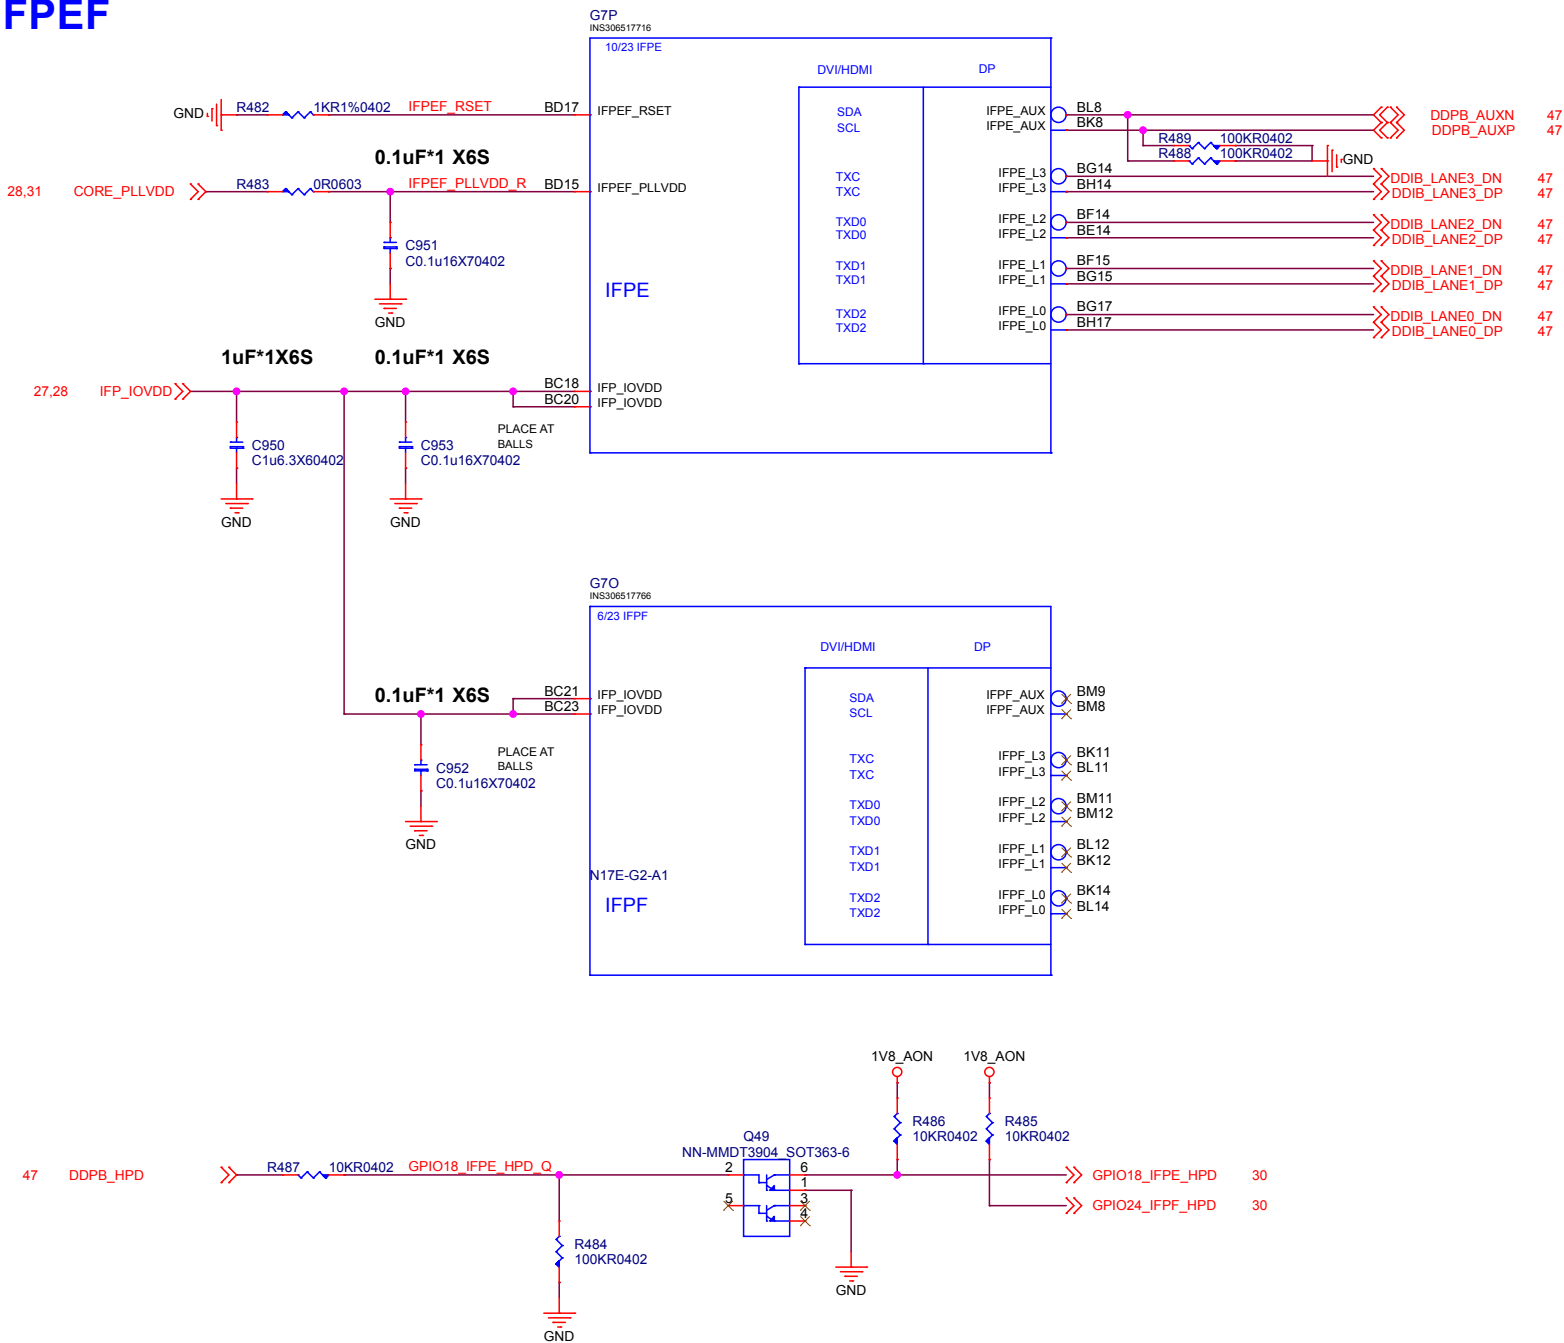 FPEF
G7P
INS306517716
10/23 IFPE
DVI/HDMI DP
GND R482 1KR1%0402 IFPEF_RSET BD17 IFPEF_RSET
SDA IFPE_AUX BL8 DDPB_AUXN 47
SCL IFPE_AUX BK8 DDPB_AUXP 47
R489 100KR0402
R488 100KR0402 GND
0.1uF*1 X6S
28,31 CORE_PLLVDD R483 0R0603 IFPEF_PLLVDD_R BD15 IFPEF_PLLVDD
TXC IFPE_L3 BG14 DDIB_LANE3_DN 47
TXC IFPE_L3 BH14 DDIB_LANE3_DP 47
TXD0 IFPE_L2 BF14 DDIB_LANE2_DN 47
TXD0 IFPE_L2 BE14 DDIB_LANE2_DP 47
C951
C0.1u16X70402
GND
TXD1 IFPE_L1 BF15 DDIB_LANE1_DN 47
TXD1 IFPE_L1 BG15 DDIB_LANE1_DP 47
IFPE
TXD2 IFPE_L0 BG17 DDIB_LANE0_DN 47
TXD2 IFPE_L0 BH17 DDIB_LANE0_DP 47
1uF*1X6S 0.1uF*1 X6S
27,28 IFP_IOVDD BC18 IFP_IOVDD
BC20 IFP_IOVDD
PLACE AT
BALLS
C950
C1u6.3X60402
GND
C953
C0.1u16X70402
GND
G7O
INS306517766
6/23 IFPF
DVI/HDMI DP
0.1uF*1 X6S BC21 IFP_IOVDD
BC23 IFP_IOVDD
SDA IFPF_AUX BM9
SCL IFPF_AUX BM8
PLACE AT
BALLS
C952
C0.1u16X70402
GND
TXC IFPF_L3 BK11
TXC IFPF_L3 BL11
TXD0 IFPF_L2 BM11
TXD0 IFPF_L2 BM12
TXD1 IFPF_L1 BL12
TXD1 IFPF_L1 BK12
N17E-G2-A1
IFPF
TXD2 IFPF_L0 BK14
TXD2 IFPF_L0 BL14
1V8_AON 1V8_AON
R486
10KR0402
R485
10KR0402
Q49
NN-MMDT3904_SOT363-6
47 DDPB_HPD R487 10KR0402 GPIO18_IFPE_HPD_Q 2 6 GPIO18_IFPE_HPD 30
1
5 3 GPIO24_IFPF_HPD 30
4
R484
100KR0402
GND
GND